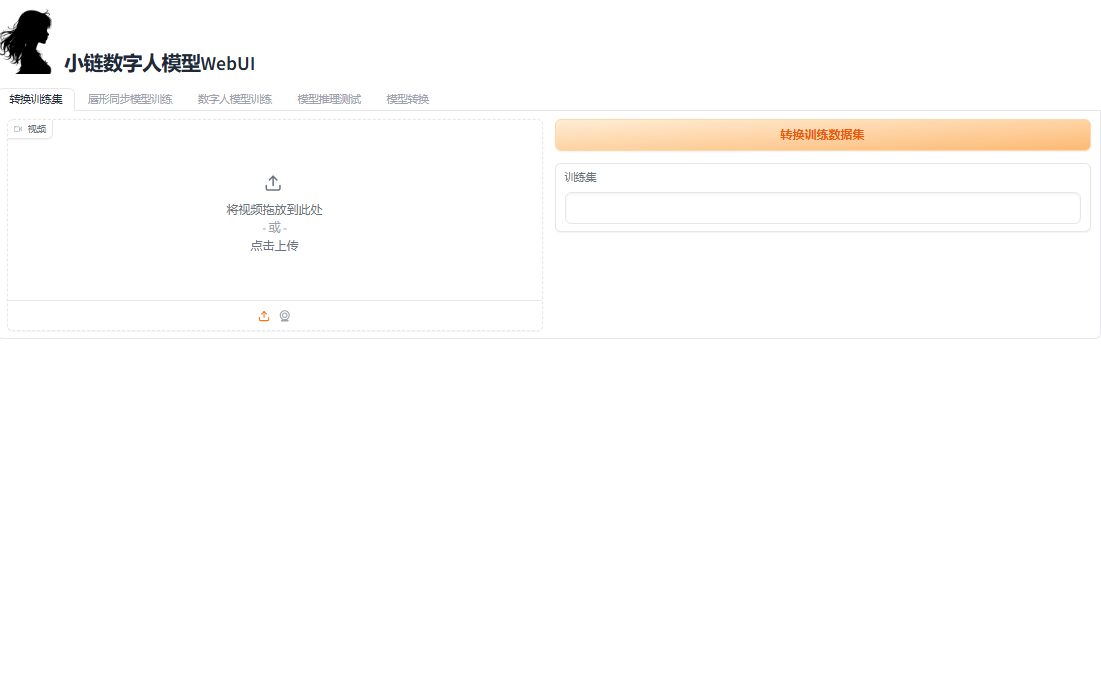 小链数字人模型WebUI
转换训练集 唇形同步模型训练 数字人模型训练 模型推理测试 模型转换
视频
将视频拖放到此处
- 或 -
点击上传
转换训练数据集
训练集